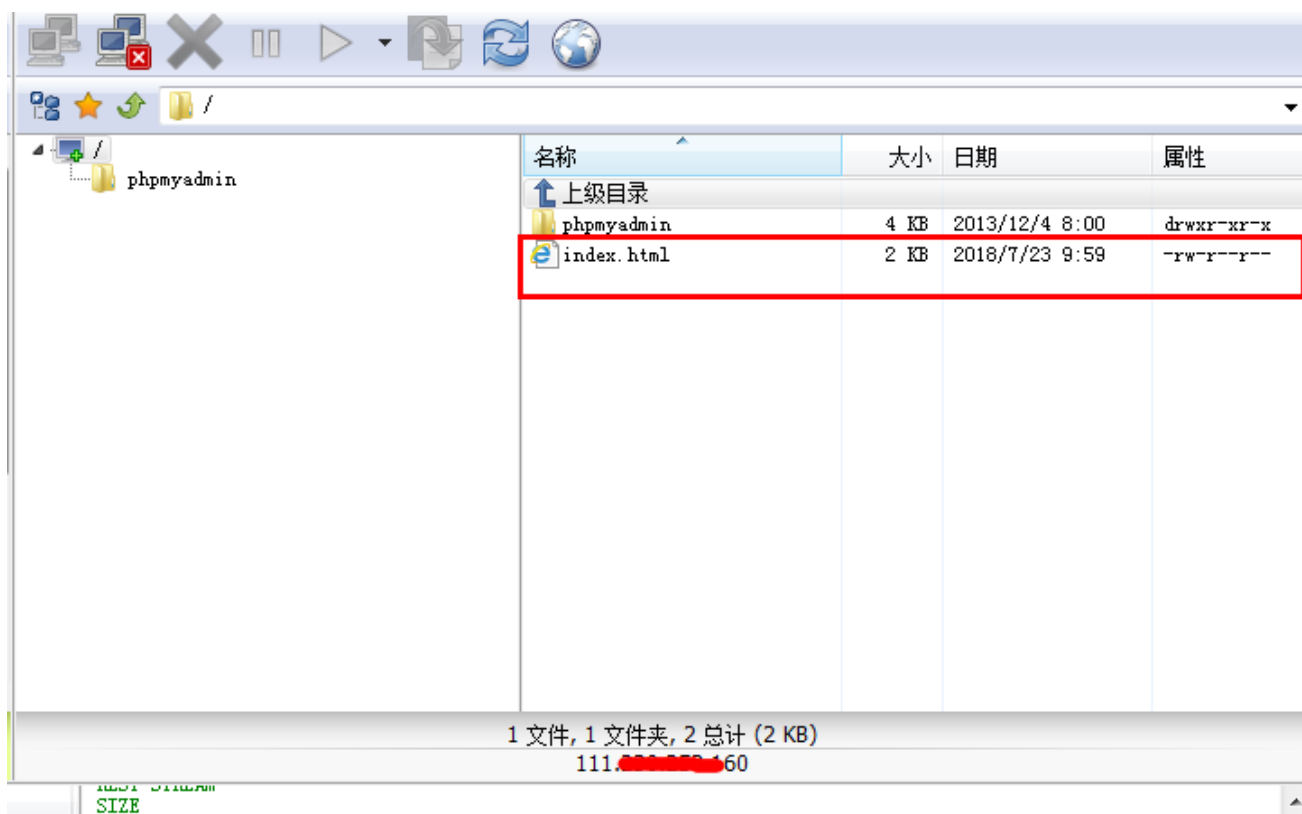 /
/
phpmyadmin
名称 大小 日期 属性
上级目录
phpmyadmin 4 KB 2013/12/4 8:00 drwxr-xr-x
index.html 2 KB 2018/7/23 9:59 -rw-r--r--
1 文件, 1 文件夹, 2 总计 (2 KB)
111. 60
SIZE